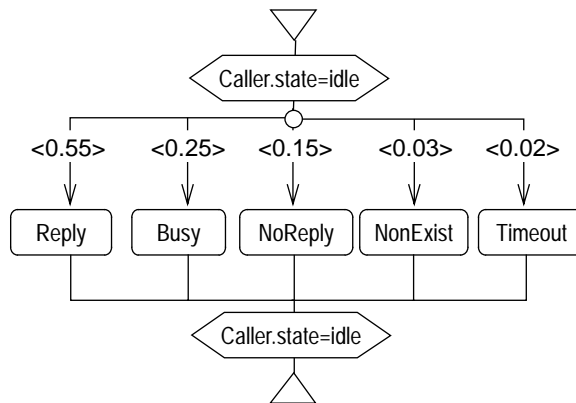 Caller.state=idle
<0.55> <0.25> <0.15> <0.03> <0.02>
Reply Busy NoReply NonExist Timeout
Caller.state=idle